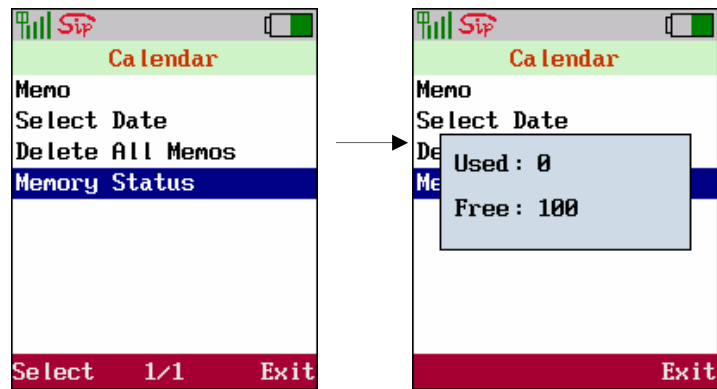 Sip
Calendar
Memo
Select Date
Delete All Memos
Memory Status
Select 1/1 Exit
Sip
Calendar
Memo
Select Date
De
Me
Used: 0
Free: 100
Exit